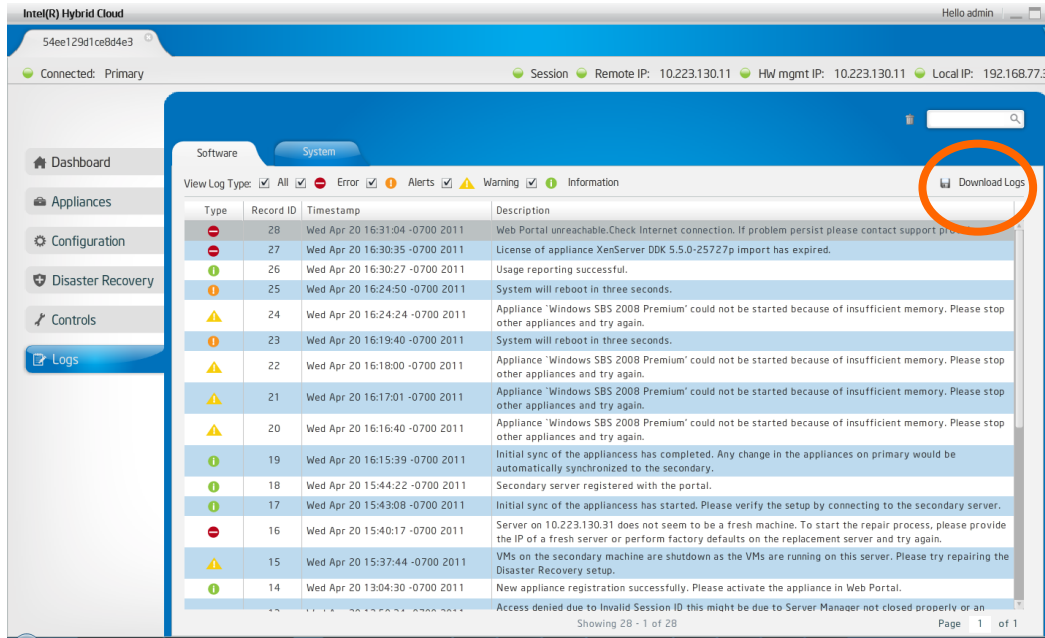 Intel(R) Hybrid Cloud
Hello admin
54ee129d1ce8d4e3
Connected: Primary
Session Remote IP: 10.223.130.11 HW mgmt IP: 10.223.130.11 Local IP: 192.168.77.
Dashboard
Appliances
Configuration
Disaster Recovery
Controls
Logs
Software System
View Log Type: All Error Alerts Warning Information
Download Logs
Type Record ID Timestamp Description
28 Wed Apr 20 16:31:04 -0700 2011 Web Portal unreachable.Check Internet connection. If problem persist please contact support
27 Wed Apr 20 16:30:35 -0700 2011 License of appliance XenServer DDK 5.5.0-25727p import has expired.
26 Wed Apr 20 16:30:27 -0700 2011 Usage reporting successful.
25 Wed Apr 20 16:24:50 -0700 2011 System will reboot in three seconds.
24 Wed Apr 20 16:24:24 -0700 2011 Appliance `Windows SBS 2008 Premium' could not be started because of insufficient memory. Please stop
other appliances and try again.
23 Wed Apr 20 16:19:40 -0700 2011 System will reboot in three seconds.
22 Wed Apr 20 16:18:00 -0700 2011 Appliance `Windows SBS 2008 Premium' could not be started because of insufficient memory. Please stop
other appliances and try again.
21 Wed Apr 20 16:17:01 -0700 2011 Appliance `Windows SBS 2008 Premium' could not be started because of insufficient memory. Please stop
other appliances and try again.
20 Wed Apr 20 16:16:40 -0700 2011 Appliance `Windows SBS 2008 Premium' could not be started because of insufficient memory. Please stop
other appliances and try again.
19 Wed Apr 20 16:15:39 -0700 2011 Initial sync of the appliancess has completed. Any change in the appliances on primary would be
automatically synchronized to the secondary.
18 Wed Apr 20 15:44:22 -0700 2011 Secondary server registered with the portal.
17 Wed Apr 20 15:43:08 -0700 2011 Initial sync of the appliancess has started. Please verify the setup by connecting to the secondary server.
16 Wed Apr 20 15:40:17 -0700 2011 Server on 10.223.130.31 does not seem to be a fresh machine. To start the repair process, please provide
the IP of a fresh server or perform factory defaults on the replacement server and try again.
15 Wed Apr 20 15:37:44 -0700 2011 VMs on the secondary machine are shutdown as the VMs are running on this server. Please try repairing the
Disaster Recovery setup.
14 Wed Apr 20 13:04:30 -0700 2011 New appliance registration successfully. Please activate the appliance in Web Portal.
Access denied due to Invalid Session ID this might be due to Server Manager not closed properly or an
Showing 28 - 1 of 28
Page 1 of 1